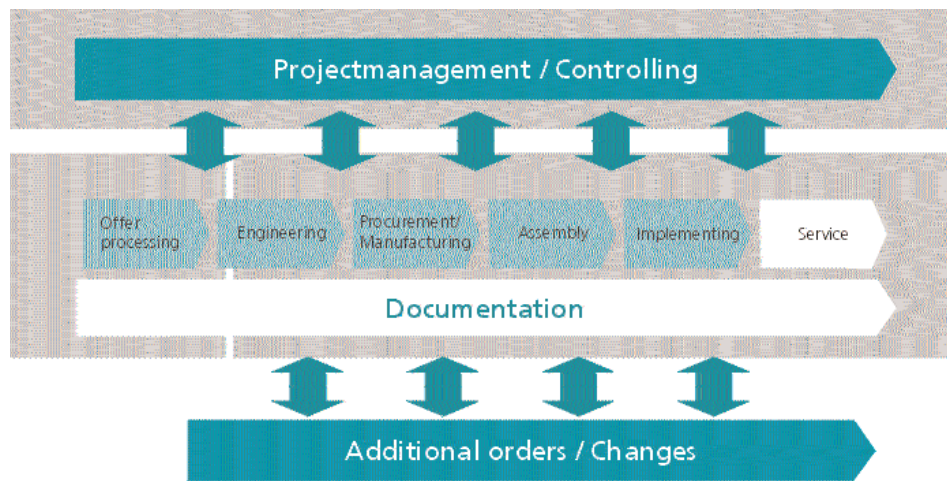 Projectmanagement / Controlling
Offer
processing
Engineering
Procurement/
Manufacturing
Assembly
Implementing
Service
Documentation
Additional orders / Changes